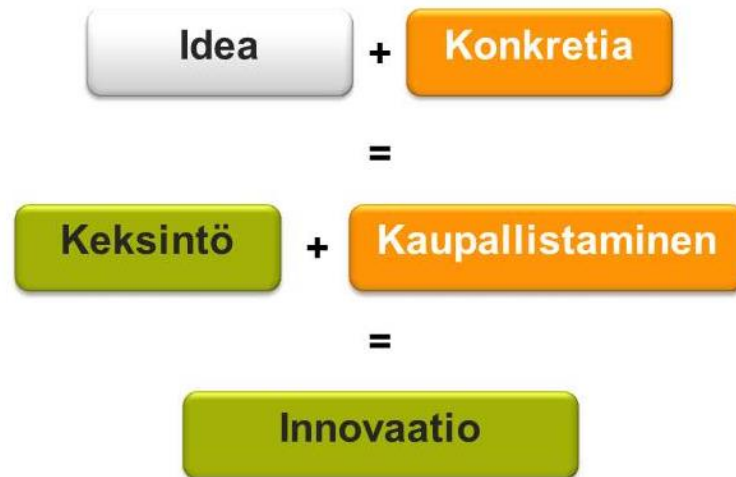 Idea + Konkretia
=
Keksintö + Kaupallistaminen
=
Innovaatio